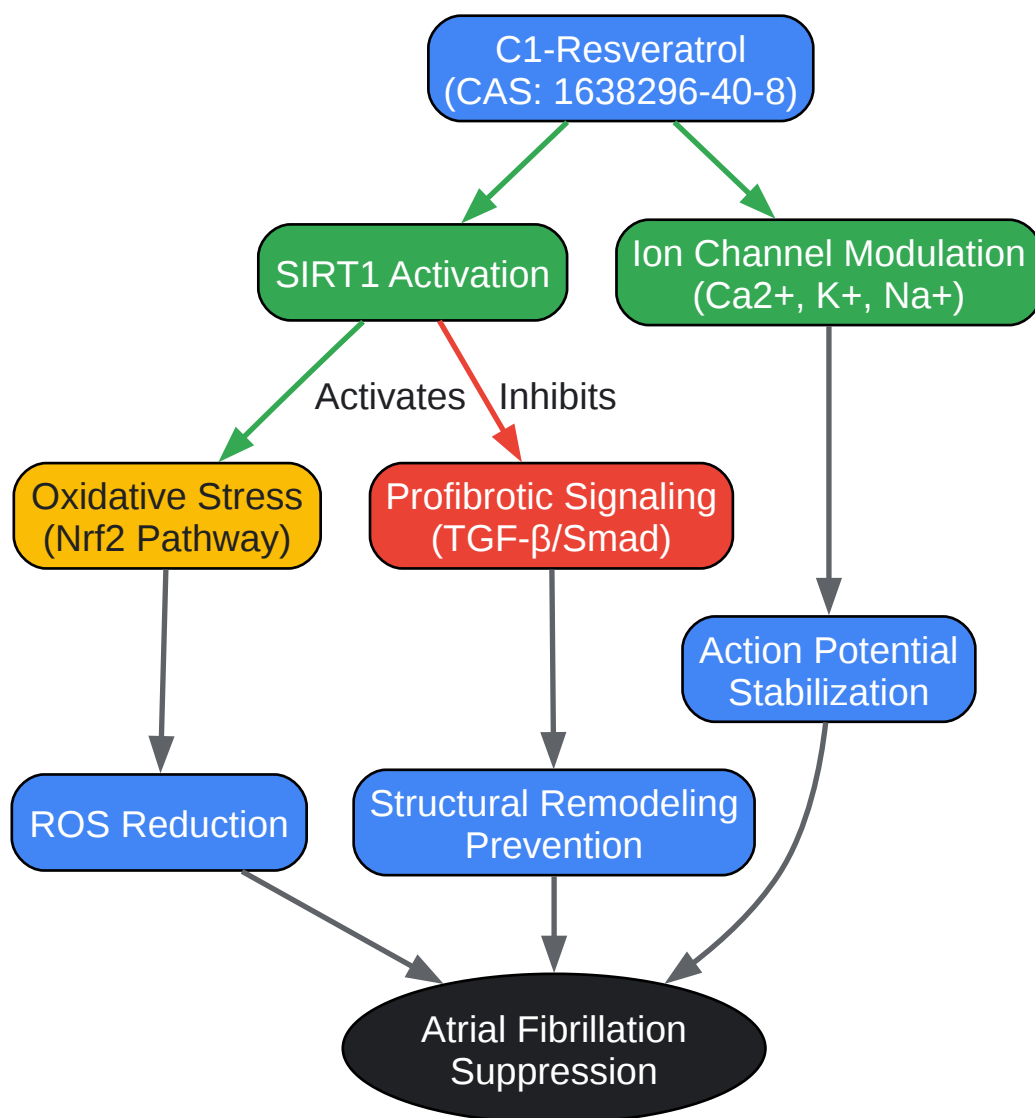 C1-Resveratrol
(CAS: 1638296-40-8)
SIRT1 Activation
Ion Channel Modulation
(Ca2+, K+, Na+)
Activates
Inhibits
Oxidative Stress
(Nrf2 Pathway)
Profibrotic Signaling
(TGF-β/Smad)
Action Potential
Stabilization
ROS Reduction
Structural Remodeling
Prevention
Atrial Fibrillation
Suppression